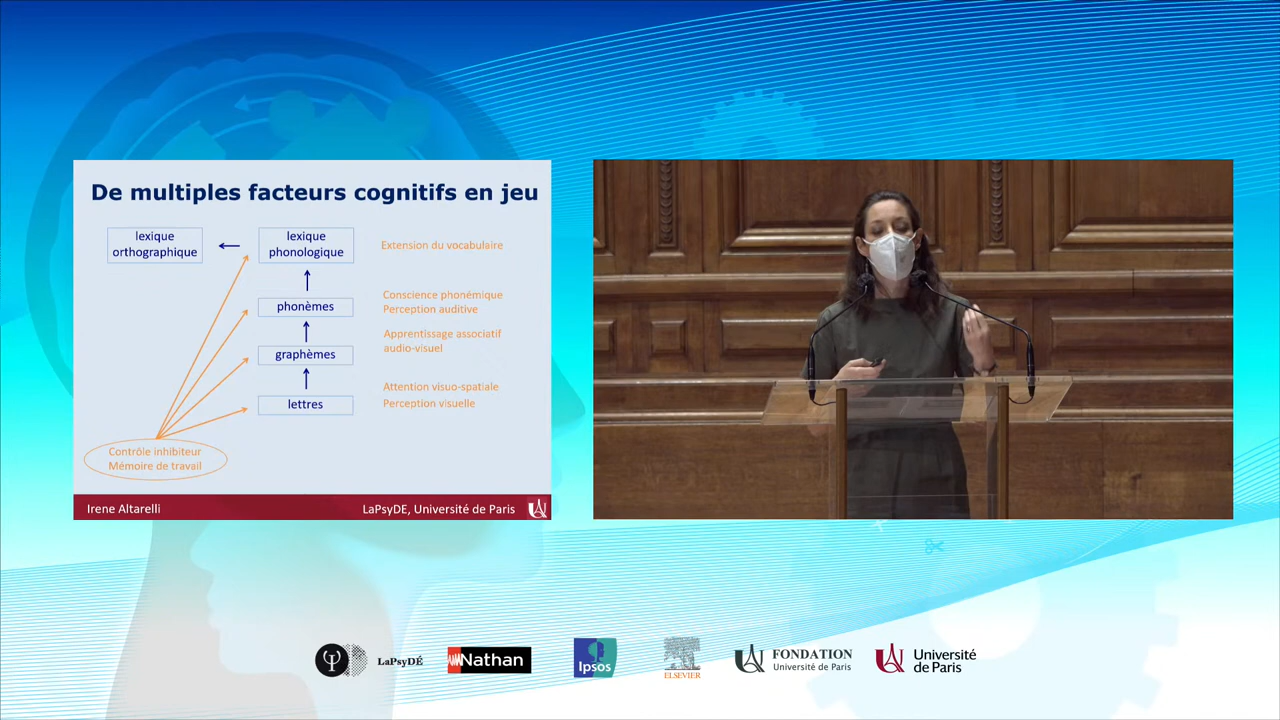 De multiples facteurs cognitifs en jeu
lexique
orthographique
lexique
phonologique
Extension du vocabulaire
phonèmes
Conscience phonémique
Perception auditive
graphèmes
Apprentissage associatif
audio-visuel
lettres
Attention visuo-spatiale
Perception visuelle
Contrôle inhibiteur
Mémoire de travail
Irene Altarelli
LaPsyDE, Université de Paris
LaPsyDÉ
Nathan
Ipsos
ELSEVIER
FONDATION
Université de Paris
Université
de Paris